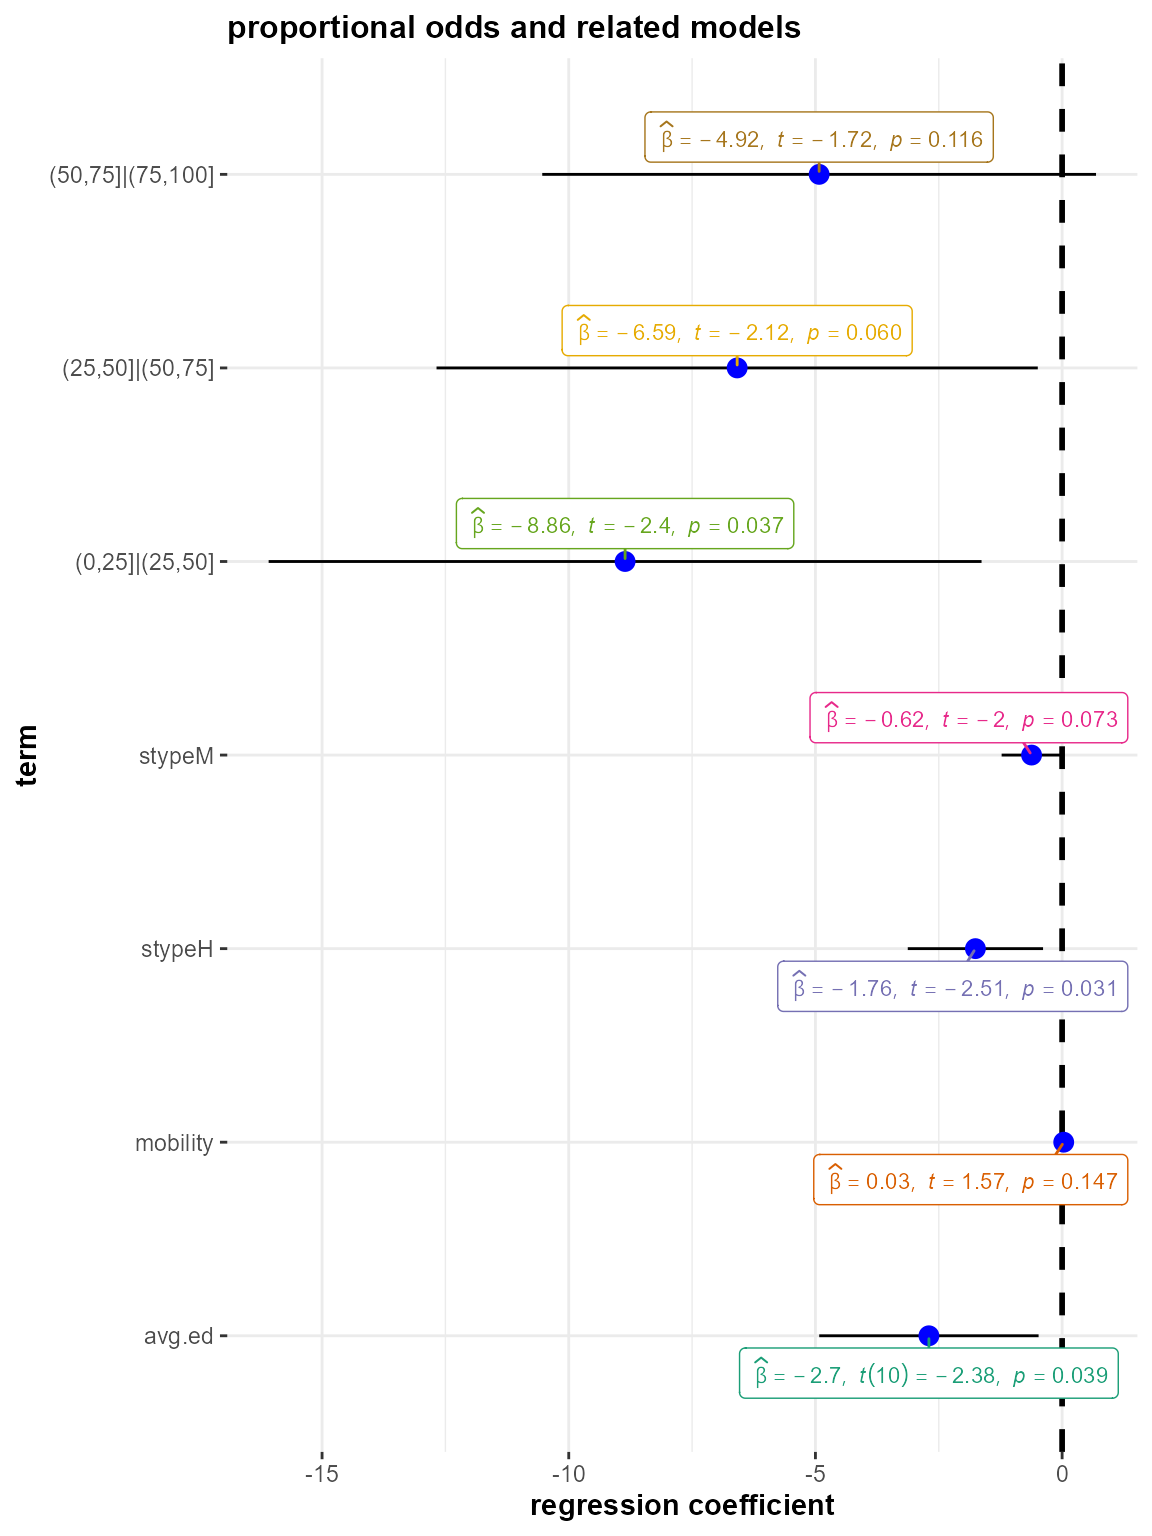 proportional odds and related models
β̂ = −4.92, t = −1.72, p = 0.116
(50,75]|(75,100]
β̂ = −6.59, t = −2.12, p = 0.060
(25,50]|(50,75]
β̂ = −8.86, t = −2.4, p = 0.037
(0,25]|(25,50]
β̂ = −0.62, t = −2, p = 0.073
term
stypeM
stypeH
β̂ = −1.76, t = −2.51, p = 0.031
mobility
β̂ = 0.03, t = 1.57, p = 0.147
avg.ed
β̂ = −2.7, t(10) = −2.38, p = 0.039
-15 -10 -5 0
regression coefficient